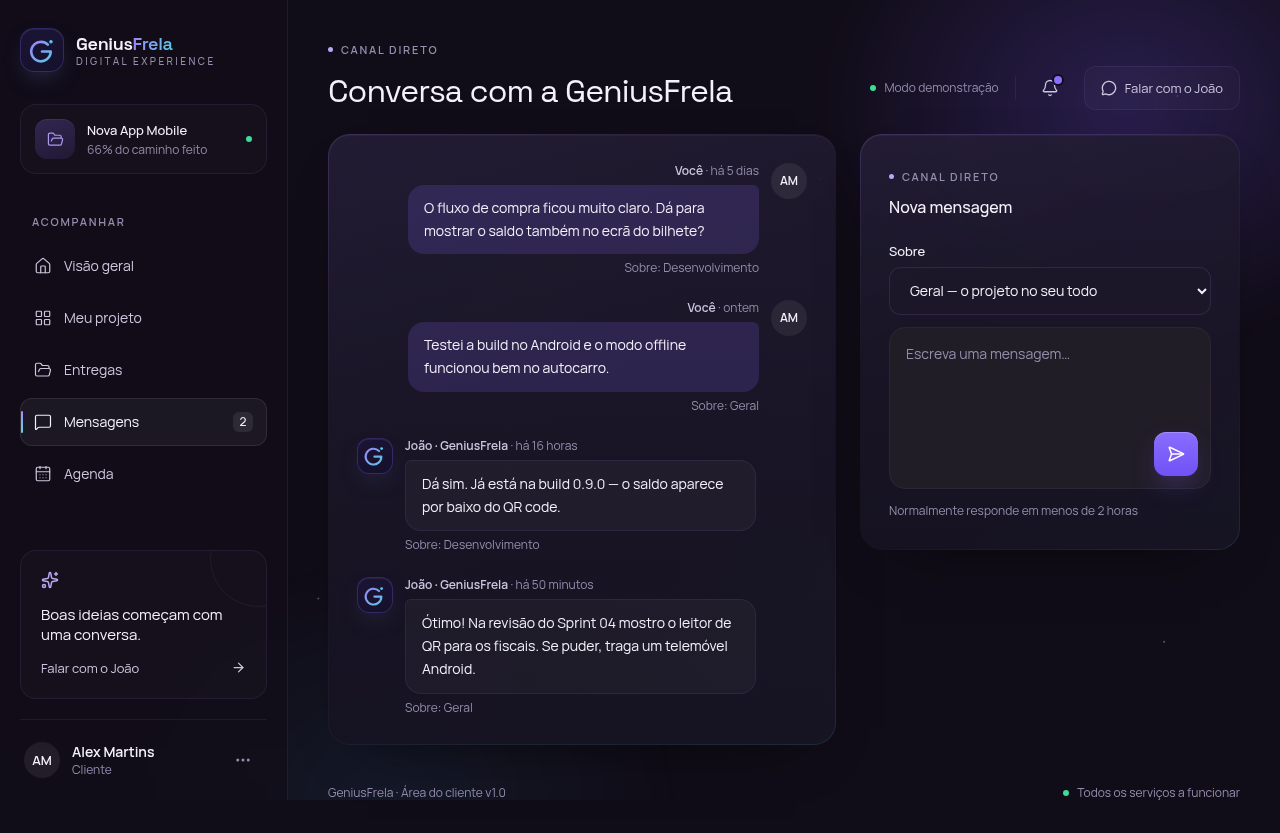 GeniusFrela
DIGITAL EXPERIENCE
Nova App Mobile
66% do caminho feito
ACOMPANHAR
Visão geral
Meu projeto
Entregas
Mensagens 2
Agenda
Boas ideias começam com
uma conversa.
Falar com o João
AM
Alex Martins
Cliente
CANAL DIRETO
Conversa com a GeniusFrela
Modo demonstração
Falar com o João
Você · há 5 dias
AM
O fluxo de compra ficou muito claro. Dá para
mostrar o saldo também no ecrã do bilhete?
Sobre: Desenvolvimento
Você · ontem
AM
Testei a build no Android e o modo offline
funcionou bem no autocarro.
Sobre: Geral
João · GeniusFrela · há 16 horas
Dá sim. Já está na build 0.9.0 — o saldo aparece
por baixo do QR code.
Sobre: Desenvolvimento
João · GeniusFrela · há 50 minutos
Ótimo! Na revisão do Sprint 04 mostro o leitor de
QR para os fiscais. Se puder, traga um telemóvel
Android.
Sobre: Geral
CANAL DIRETO
Nova mensagem
Sobre
Geral — o projeto no seu todo
Escreva uma mensagem…
Normalmente responde em menos de 2 horas
GeniusFrela · Área do cliente v1.0
Todos os serviços a funcionar